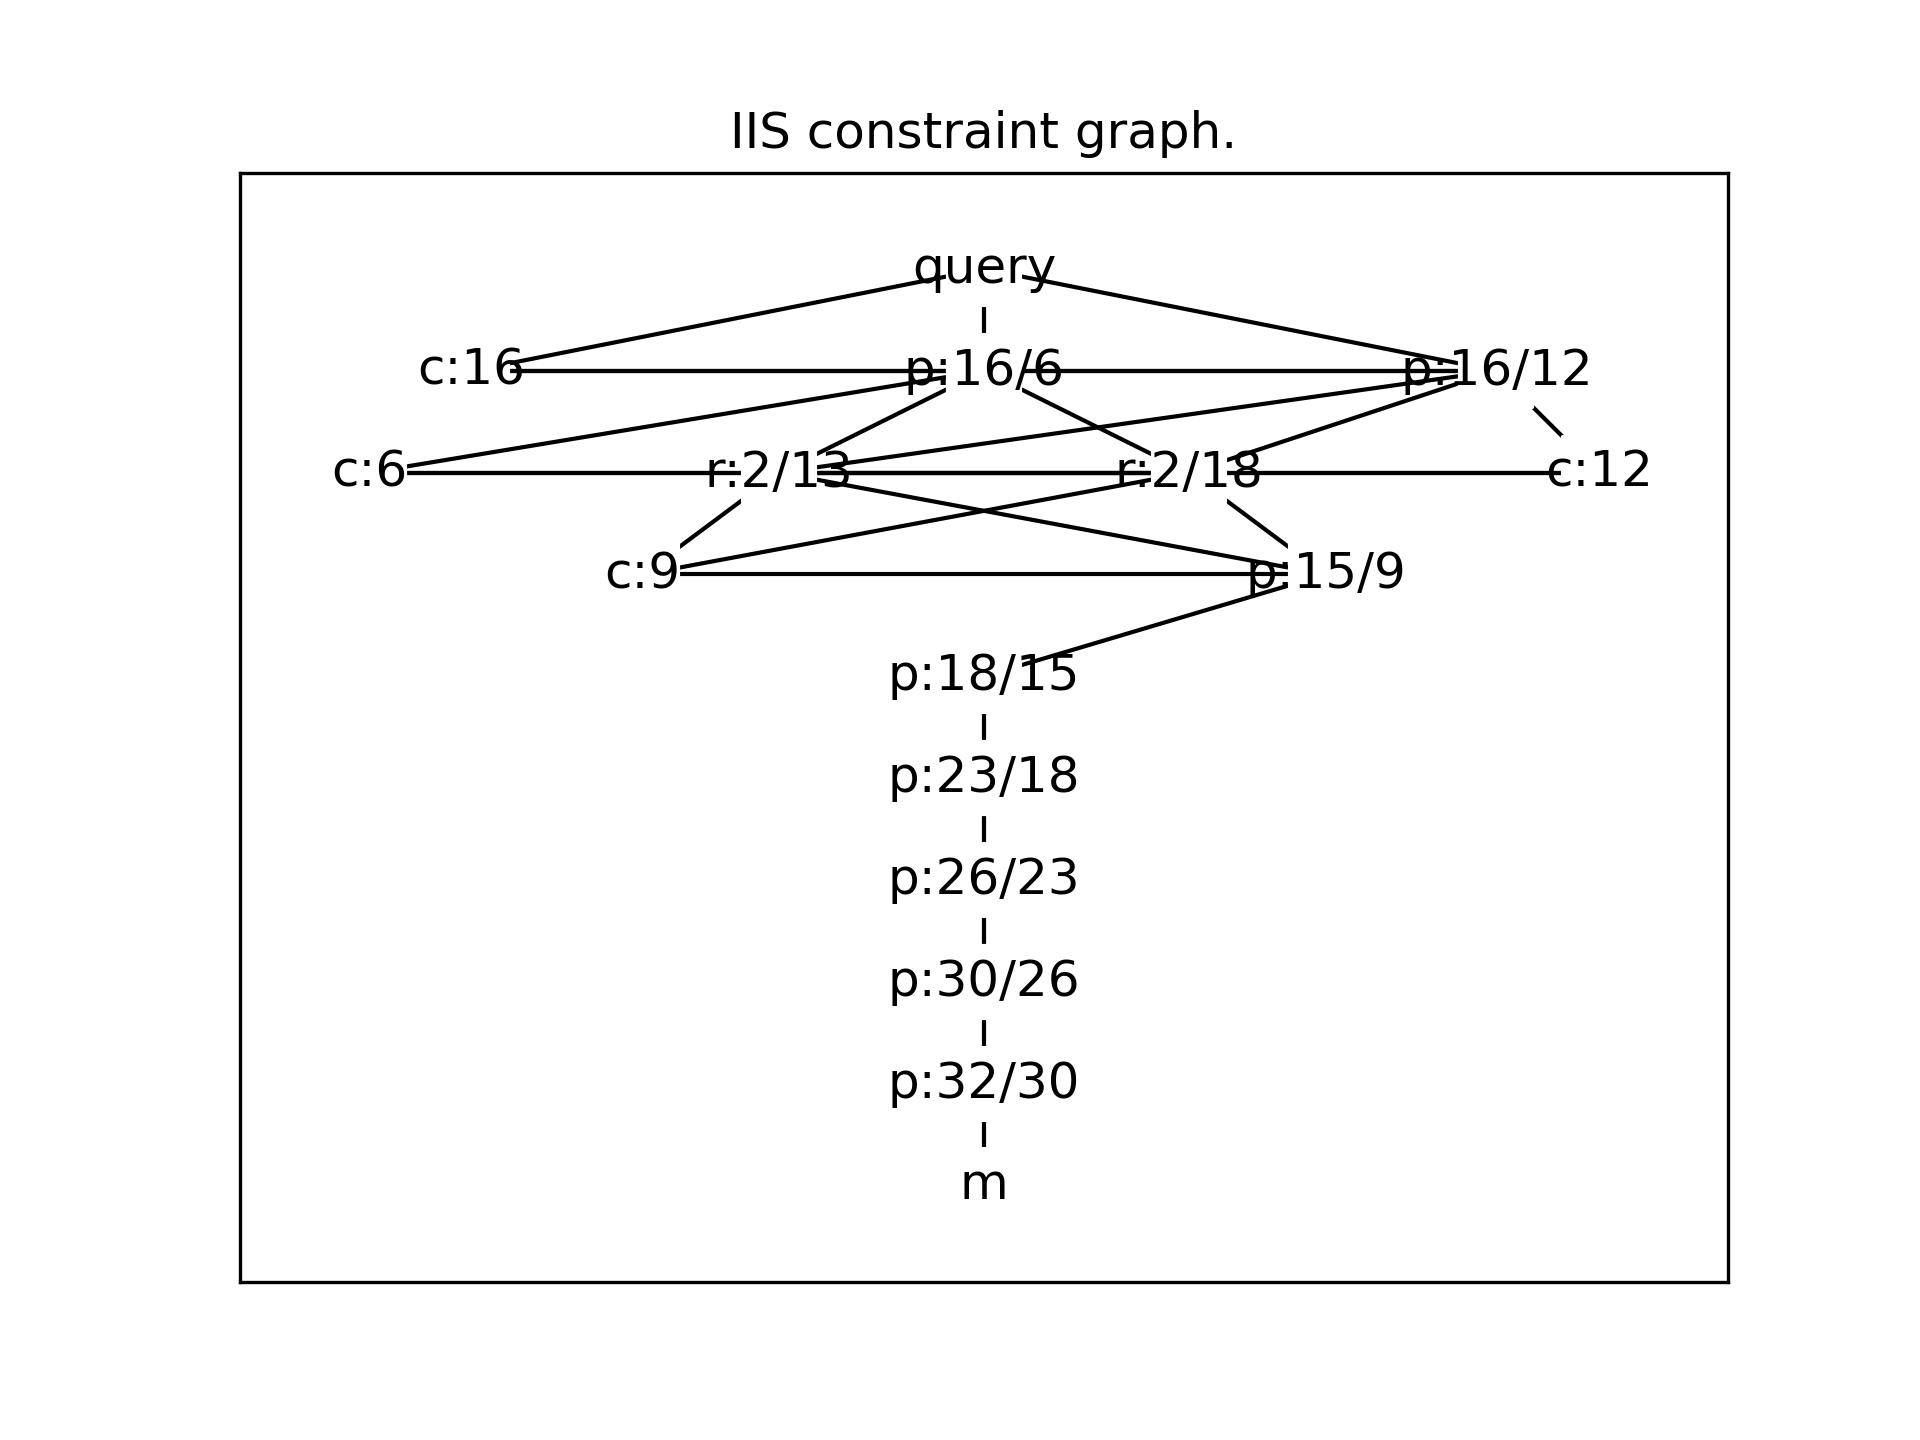 IIS constraint graph.
query
c:16 p:16/6 p:16/12
c:6 r:2/13 r:2/18 c:12
c:9 p:15/9
p:18/15
p:23/18
p:26/23
p:30/26
p:32/30
m